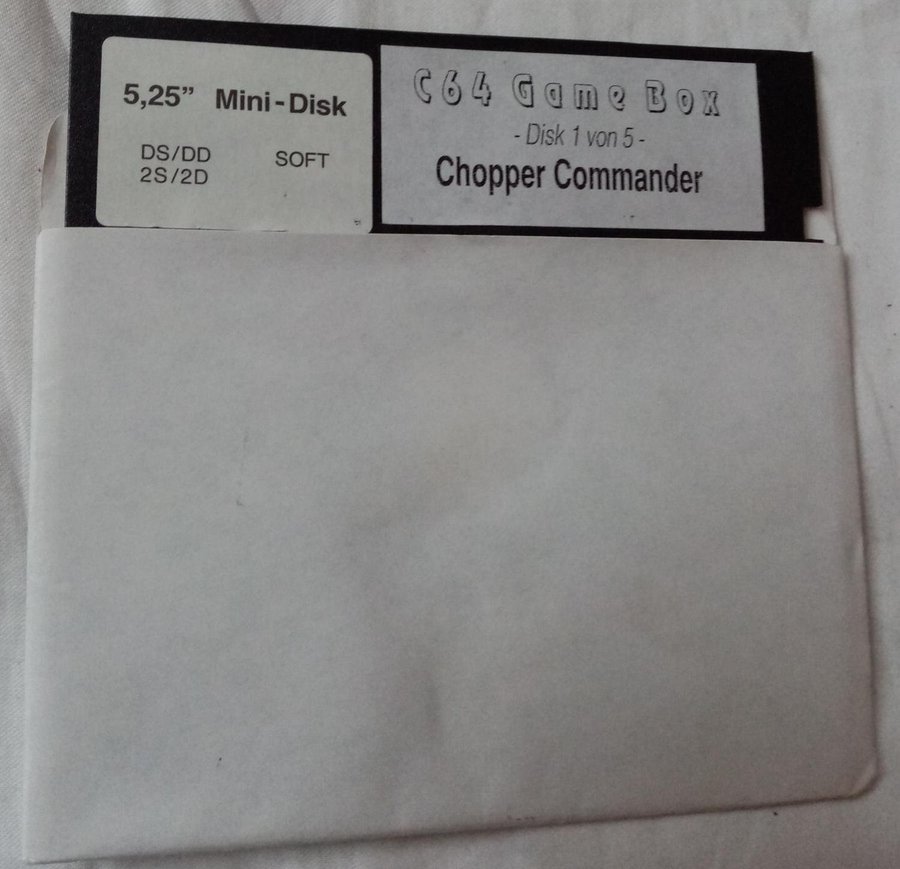 5,25” Mini-Disk
DS/DD SOFT
2S/2D
C64 Game Box
- Disk 1 von 5 -
Chopper Commander